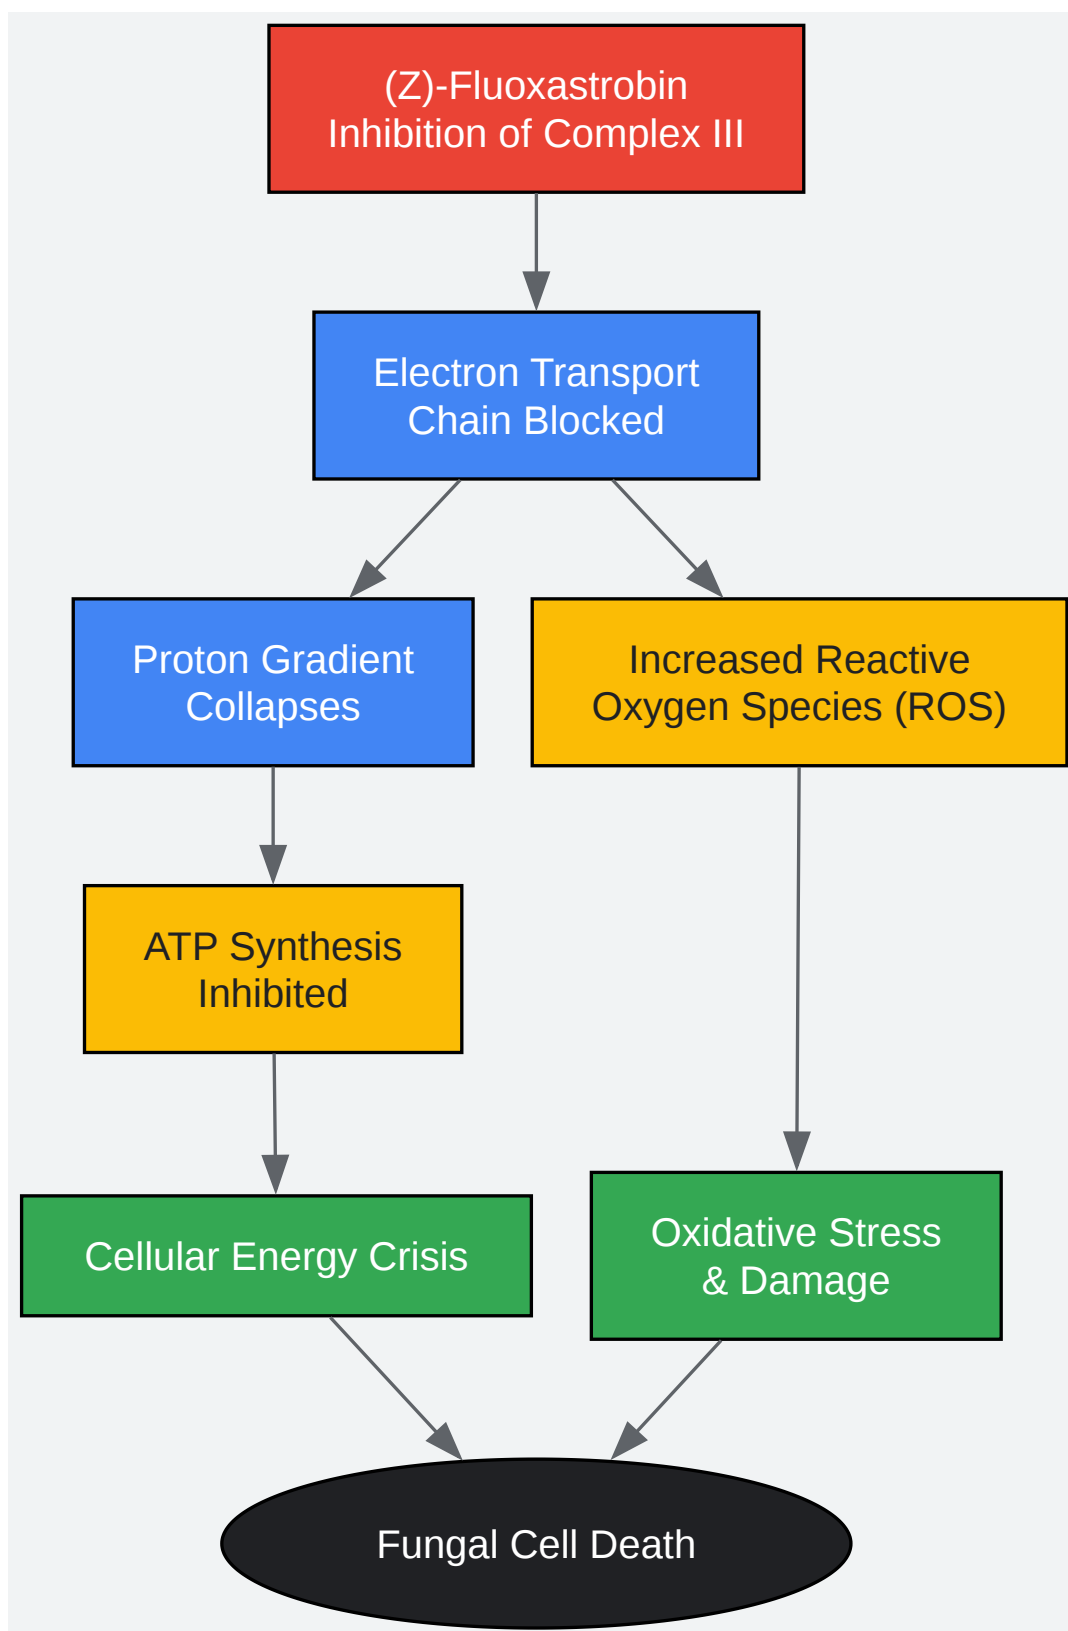 (Z)-Fluoxastrobin
Inhibition of Complex III
Electron Transport
Chain Blocked
Proton Gradient
Collapses
Increased Reactive
Oxygen Species (ROS)
ATP Synthesis
Inhibited
Cellular Energy Crisis
Oxidative Stress
& Damage
Fungal Cell Death